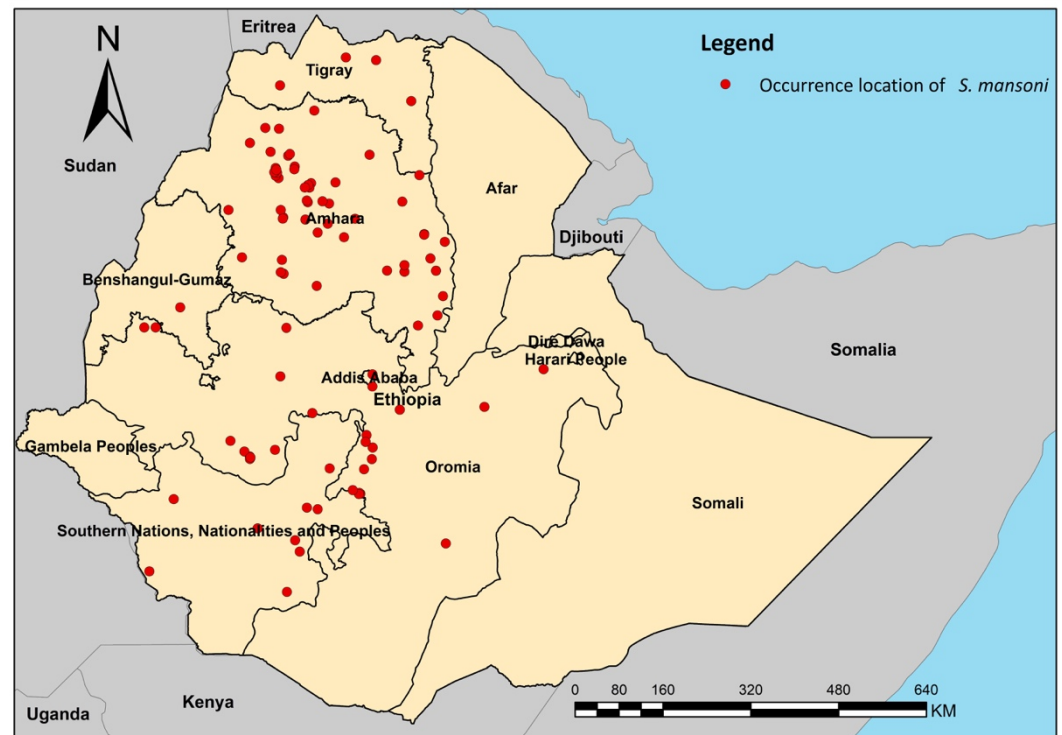 Eritrea
N
Legend
Tigray
Occurrence location of S. mansoni
Sudan
Afar
Amhara
Djibouti
Benshangul-Gumaz
Dire Dawa
Somalia
Harari People
Addis Ababa
Ethiopia
Gambela Peoples
Oromia
Somali
Southern Nations, Nationalities and Peoples
0 80 160 320 480 640
KM
Kenya
Uganda